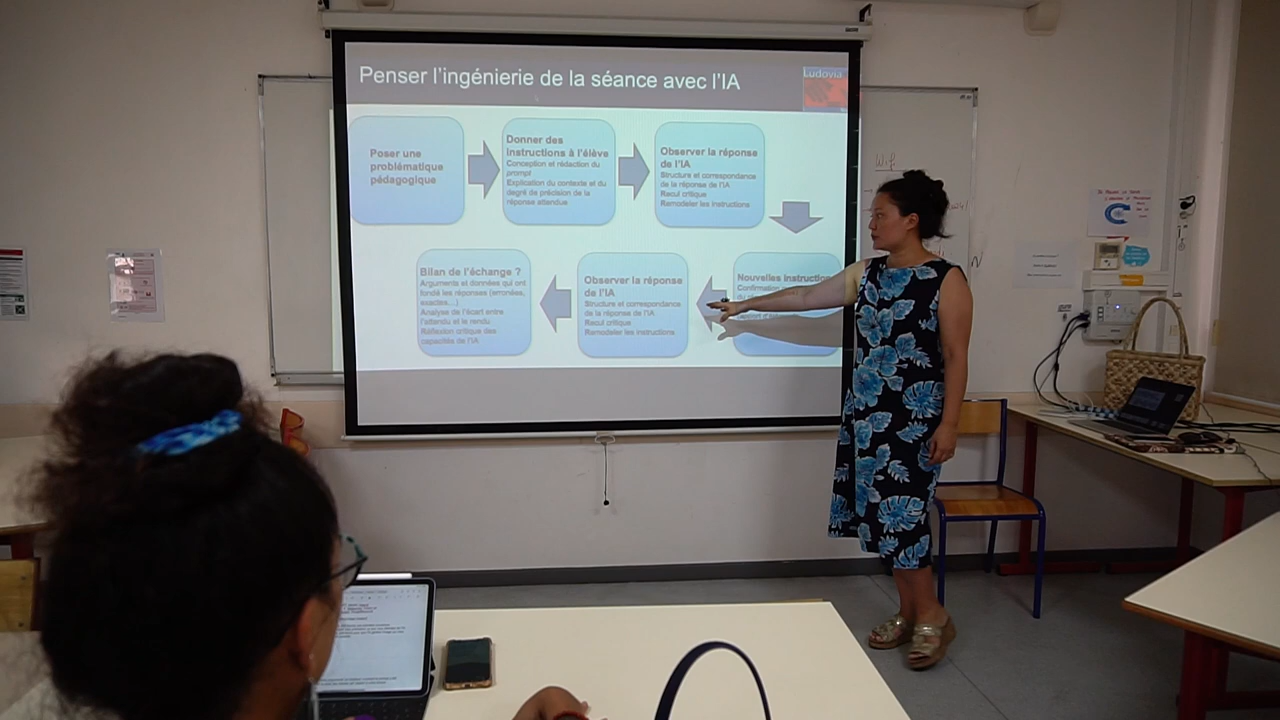 Penser l'ingénierie de la séance avec l'IA
Ludovia
Poser une
problématique
pédagogique
Donner des
instructions à l'élève
Conception et rédaction du
prompt
Explication du contexte et du
degré de précision de la
réponse attendue
Observer la réponse
de l'IA
Structure et correspondance
de la réponse de l'IA
Recul critique
Remodeler les instructions
Nouvelles instructions
Confirmation
Observer la réponse
de l'IA
Structure et correspondance
de la réponse de l'IA
Recul critique
Remodeler les instructions
Bilan de l'échange ?
Arguments et données qui ont
fondé les réponses (erronées,
exactes…)
Analyse de l'écart entre
l'attendu et le rendu
Réflexion critique des
capacités de l'IA